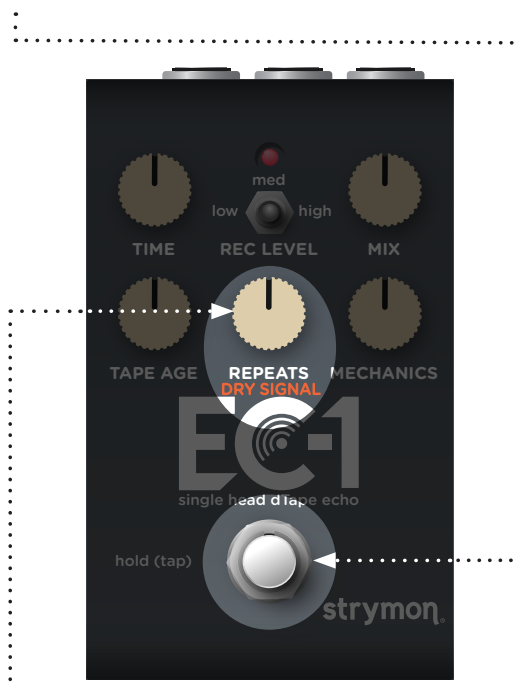 med
low high
TIME REC LEVEL MIX
TAPE AGE REPEATS MECHANICS
DRY SIGNAL
EC-1
single head dTape echo
hold (tap)
strymon®